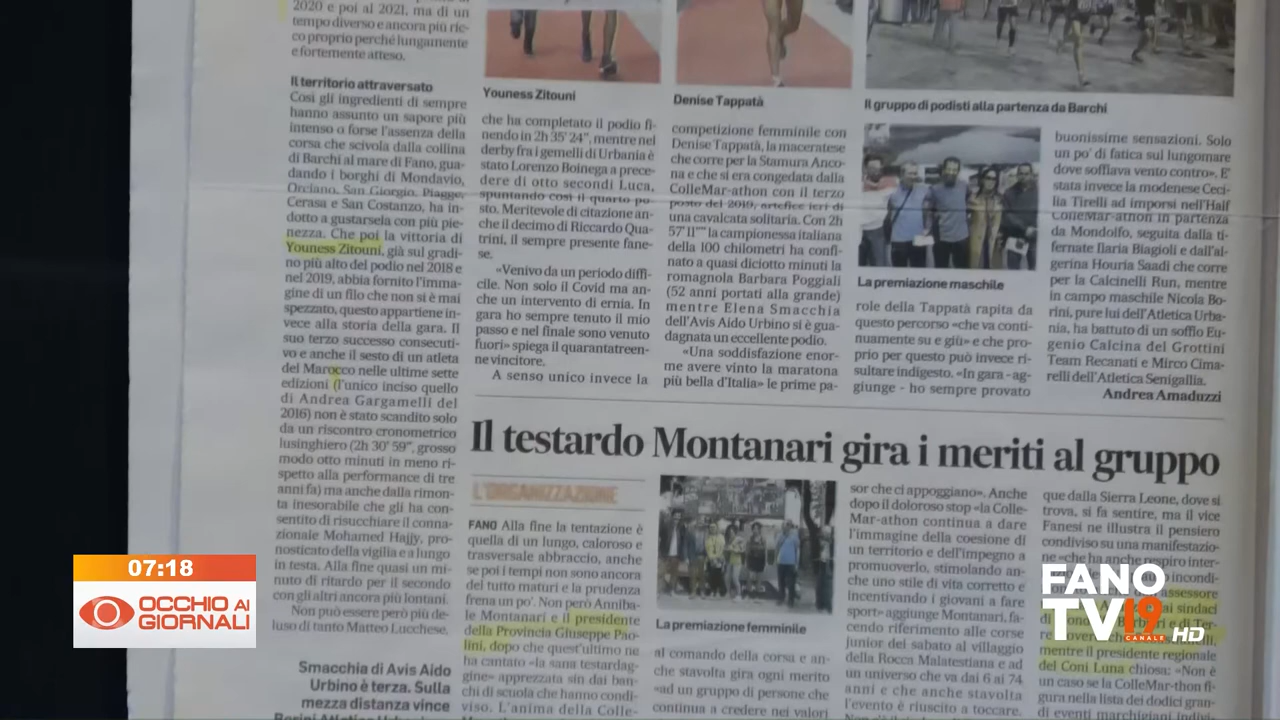 2020 e poi al 2021, ma di un
tempo diverso e ancora più ric-
co proprio perché lungamente
e fortemente atteso.
Il territorio attraversato
Così gli ingredienti di sempre
hanno assunto un sapore più
intenso o forse l'assenza della
corsa che scivola dalla collina
di Barchi al mare di Fano, gua-
dando i borghi di Mondavio,
Orciano, San Giorgio, Piagge,
Cerasa e San Costanzo, ha in-
dotto a gustarsela con più pie-
nezza. Che poi la vittoria di
Youness Zitouni, già sul gradi-
no più alto del podio nel 2018 e
nel 2019, abbia fornito l'imma-
gine di un filo che non si è mai
spezzato, questo appartiene in-
vece alla storia della gara. Il
suo terzo successo consecuti-
vo e anche il sesto di un atleta
del Marocco nelle ultime sette
edizioni (l'unico inciso quello
di Andrea Gargamelli del
2016) non è stato scandito solo
da un riscontro cronometrico
lusinghiero (2h 30' 59", grosso
modo otto minuti in meno ri-
spetto alla performance di tre
anni fa) ma anche dalla rimon-
ta inesorabile che gli ha con-
sentito di risucchiare il conna-
zionale Mohamed Hajjy, pro-
nosticato della vigilia e a lungo
in testa. Alla fine quasi un mi-
nuto di ritardo per il secondo
con gli altri ancora più lontani.
Non può essere però più de-
luso di tanto Matteo Lucchese,
Smacchia di Avis Aido
Urbino è terza. Sulla
mezza distanza vince
Youness Zitouni
che ha completato il podio fi-
nendo in 2h 35' 24", mentre nel
derby fra i gemelli di Urbania è
stato Lorenzo Boinega a prece-
dere di otto secondi Luca,
spuntando così il quarto po-
sto. Meritevole di citazione an-
che il decimo di Riccardo Qua-
trini, il sempre presente fane-
se.
«Venivo da un periodo diffi-
cile. Non solo il Covid ma an-
che un intervento di ernia. In
gara ho sempre tenuto il mio
passo e nel finale sono venuto
fuori» spiega il quarantatreen-
ne vincitore.
A senso unico invece la
Denise Tappatà
competizione femminile con
Denise Tappatà, la maceratese
che corre per la Stamura Anco-
na e che si era congedata dalla
ColleMar-athon con il terzo
posto del 2019, artefice ieri di
una cavalcata solitaria. Con 2h
57'11"" la campionessa italiana
della 100 chilometri ha confi-
nato a quasi diciotto minuti la
romagnola Barbara Poggiali
(52 anni portati alla grande)
mentre Elena Smacchia
dell'Avis Aido Urbino si è gua-
dagnata un eccellente podio.
«Una soddisfazione enor-
me avere vinto la maratona
più bella d'Italia» le prime pa-
Il gruppo di podisti alla partenza da Barchi
La premiazione maschile
role della Tappatà rapita da
questo percorso «che va conti-
nuamente su e giù» e che pro-
prio per questo può invece ri-
sultare indigesto. «In gara - ag-
giunge - ho sempre provato
buonissime sensazioni. Solo
un po' di fatica sul lungomare
dove soffiava vento contro». E'
stata invece la modenese Ceci-
lia Tirelli ad imporsi nell'Half
ColleMar-athon in partenza
da Mondolfo, seguita dalla ti-
fernate Ilaria Biagioli e dall'al-
gerina Houria Saadi che corre
per la Calcinelli Run, mentre
in campo maschile Nicola Bo-
rini, pure lui dell'Atletica Urba-
nia, ha battuto di un soffio Eu-
genio Calcina del Grottini
Team Recanati e Mirco Cima-
relli dell'Atletica Senigallia.
Andrea Amaduzzi
Il testardo Montanari gira i meriti al gruppo
L'ORGANIZZAZIONE
FANO Alla fine la tentazione è
quella di un lungo, caloroso e
trasversale abbraccio, anche
se poi i tempi non sono ancora
del tutto maturi e la prudenza
frena un po'. Non però Anniba-
le Montanari e il presidente
della Provincia Giuseppe Pao-
lini, dopo che quest'ultimo ne
ha cantato «la sana testardag-
gine» apprezzata sin dai ban-
chi di scuola che hanno condi-
viso. L'anima della Colle-
La premiazione femminile
al comando della corsa e an-
che stavolta gira ogni merito
«ad un gruppo di persone che
continua a credere nei valori
sor che ci appoggiano». Anche
dopo il doloroso stop «la Colle-
Mar-athon continua a dare
l'immagine della coesione di
un territorio e dell'impegno a
promuoverlo, stimolando an-
che uno stile di vita corretto e
incentivando i giovani a fare
sport» aggiunge Montanari, fa-
cendo riferimento alle corse
junior del sabato al villaggio
della Rocca Malatestiana e ad
un universo che va dai 6 ai 74
anni e che anche stavolta
l'evento è riuscito a toccare.
que dalla Sierra Leone, dove si
trova, si fa sentire, ma il vice
Fanesi ne illustra il pensiero
condiviso su una manifestazio-
ne «che ha anche respiro inter-
assessore
ai sindaci
mentre il presidente regionale
del Coni Luna chiosa: «Non è
un caso se la ColleMar-athon fi-
gura nella lista dei dodici gran-
di eventi marchigiani
07:18
OCCHIO AI
GIORNALI
FANO
TV19
CANALE HD